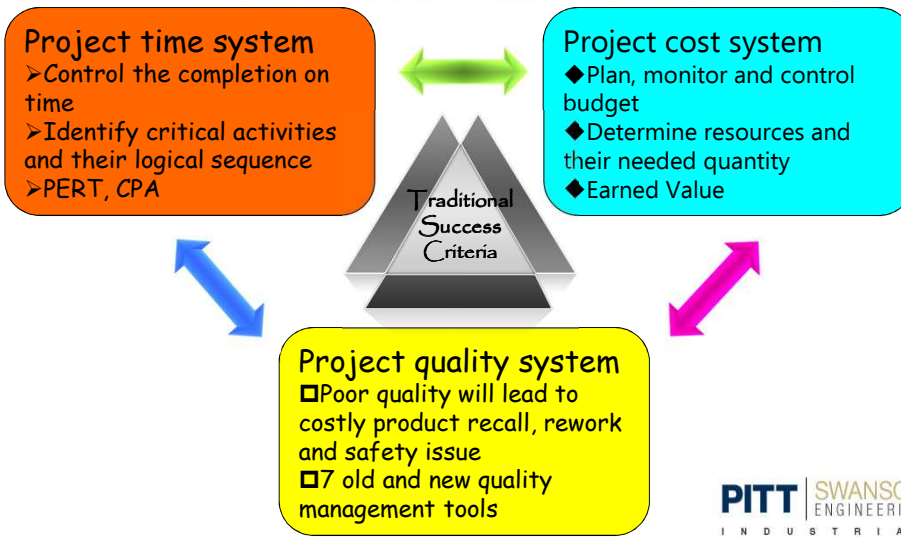 Project time system
➢Control the completion on
time
➢Identify critical activities
and their logical sequence
➢PERT, CPA
Project cost system
◆Plan, monitor and control
budget
◆Determine resources and
their needed quantity
◆Earned Value
Traditional
Success
Criteria
Project quality system
❑Poor quality will lead to
costly product recall, rework
and safety issue
❑7 old and new quality
management tools
PITT SWANSO
ENGINEERI
INDUSTRIA